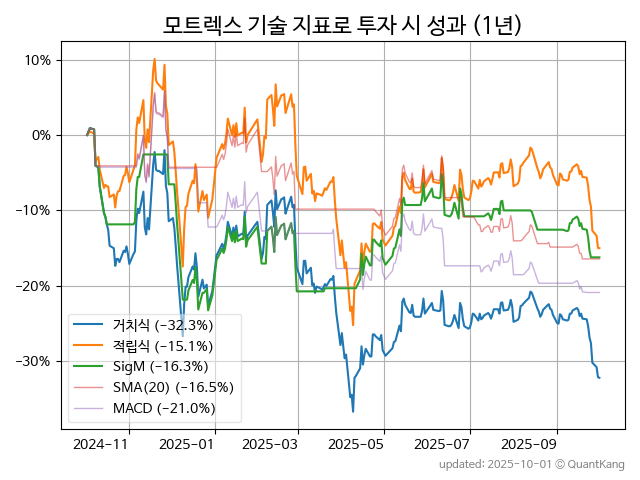 모트렉스 기술 지표로 투자 시 성과 (1년)
10%
0%
−10%
−20%
−30%
거치식 (−32.3%)
적립식 (−15.1%)
SigM (−16.3%)
SMA(20) (−16.5%)
MACD (−21.0%)
2024-11 2025-01 2025-03 2025-05 2025-07 2025-09
updated: 2025-10-01 © QuantKang